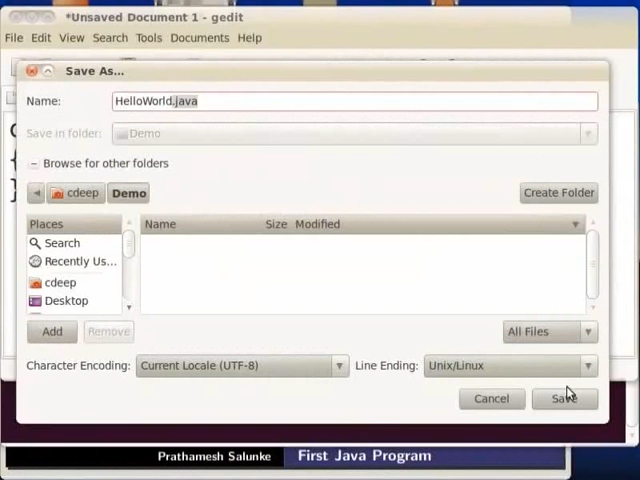 *Unsaved Document 1 - gedit
File Edit View Search Tools Documents Help
Save As...
Name: HelloWorld.java
Save in folder: Demo
Browse for other folders
cdeep Demo Create Folder
Places Name Size Modified
Search
Recently Us...
cdeep
Desktop
Add Remove All Files
Character Encoding: Current Locale (UTF-8) Line Ending: Unix/Linux
Cancel Save
Prathamesh Salunke First Java Program